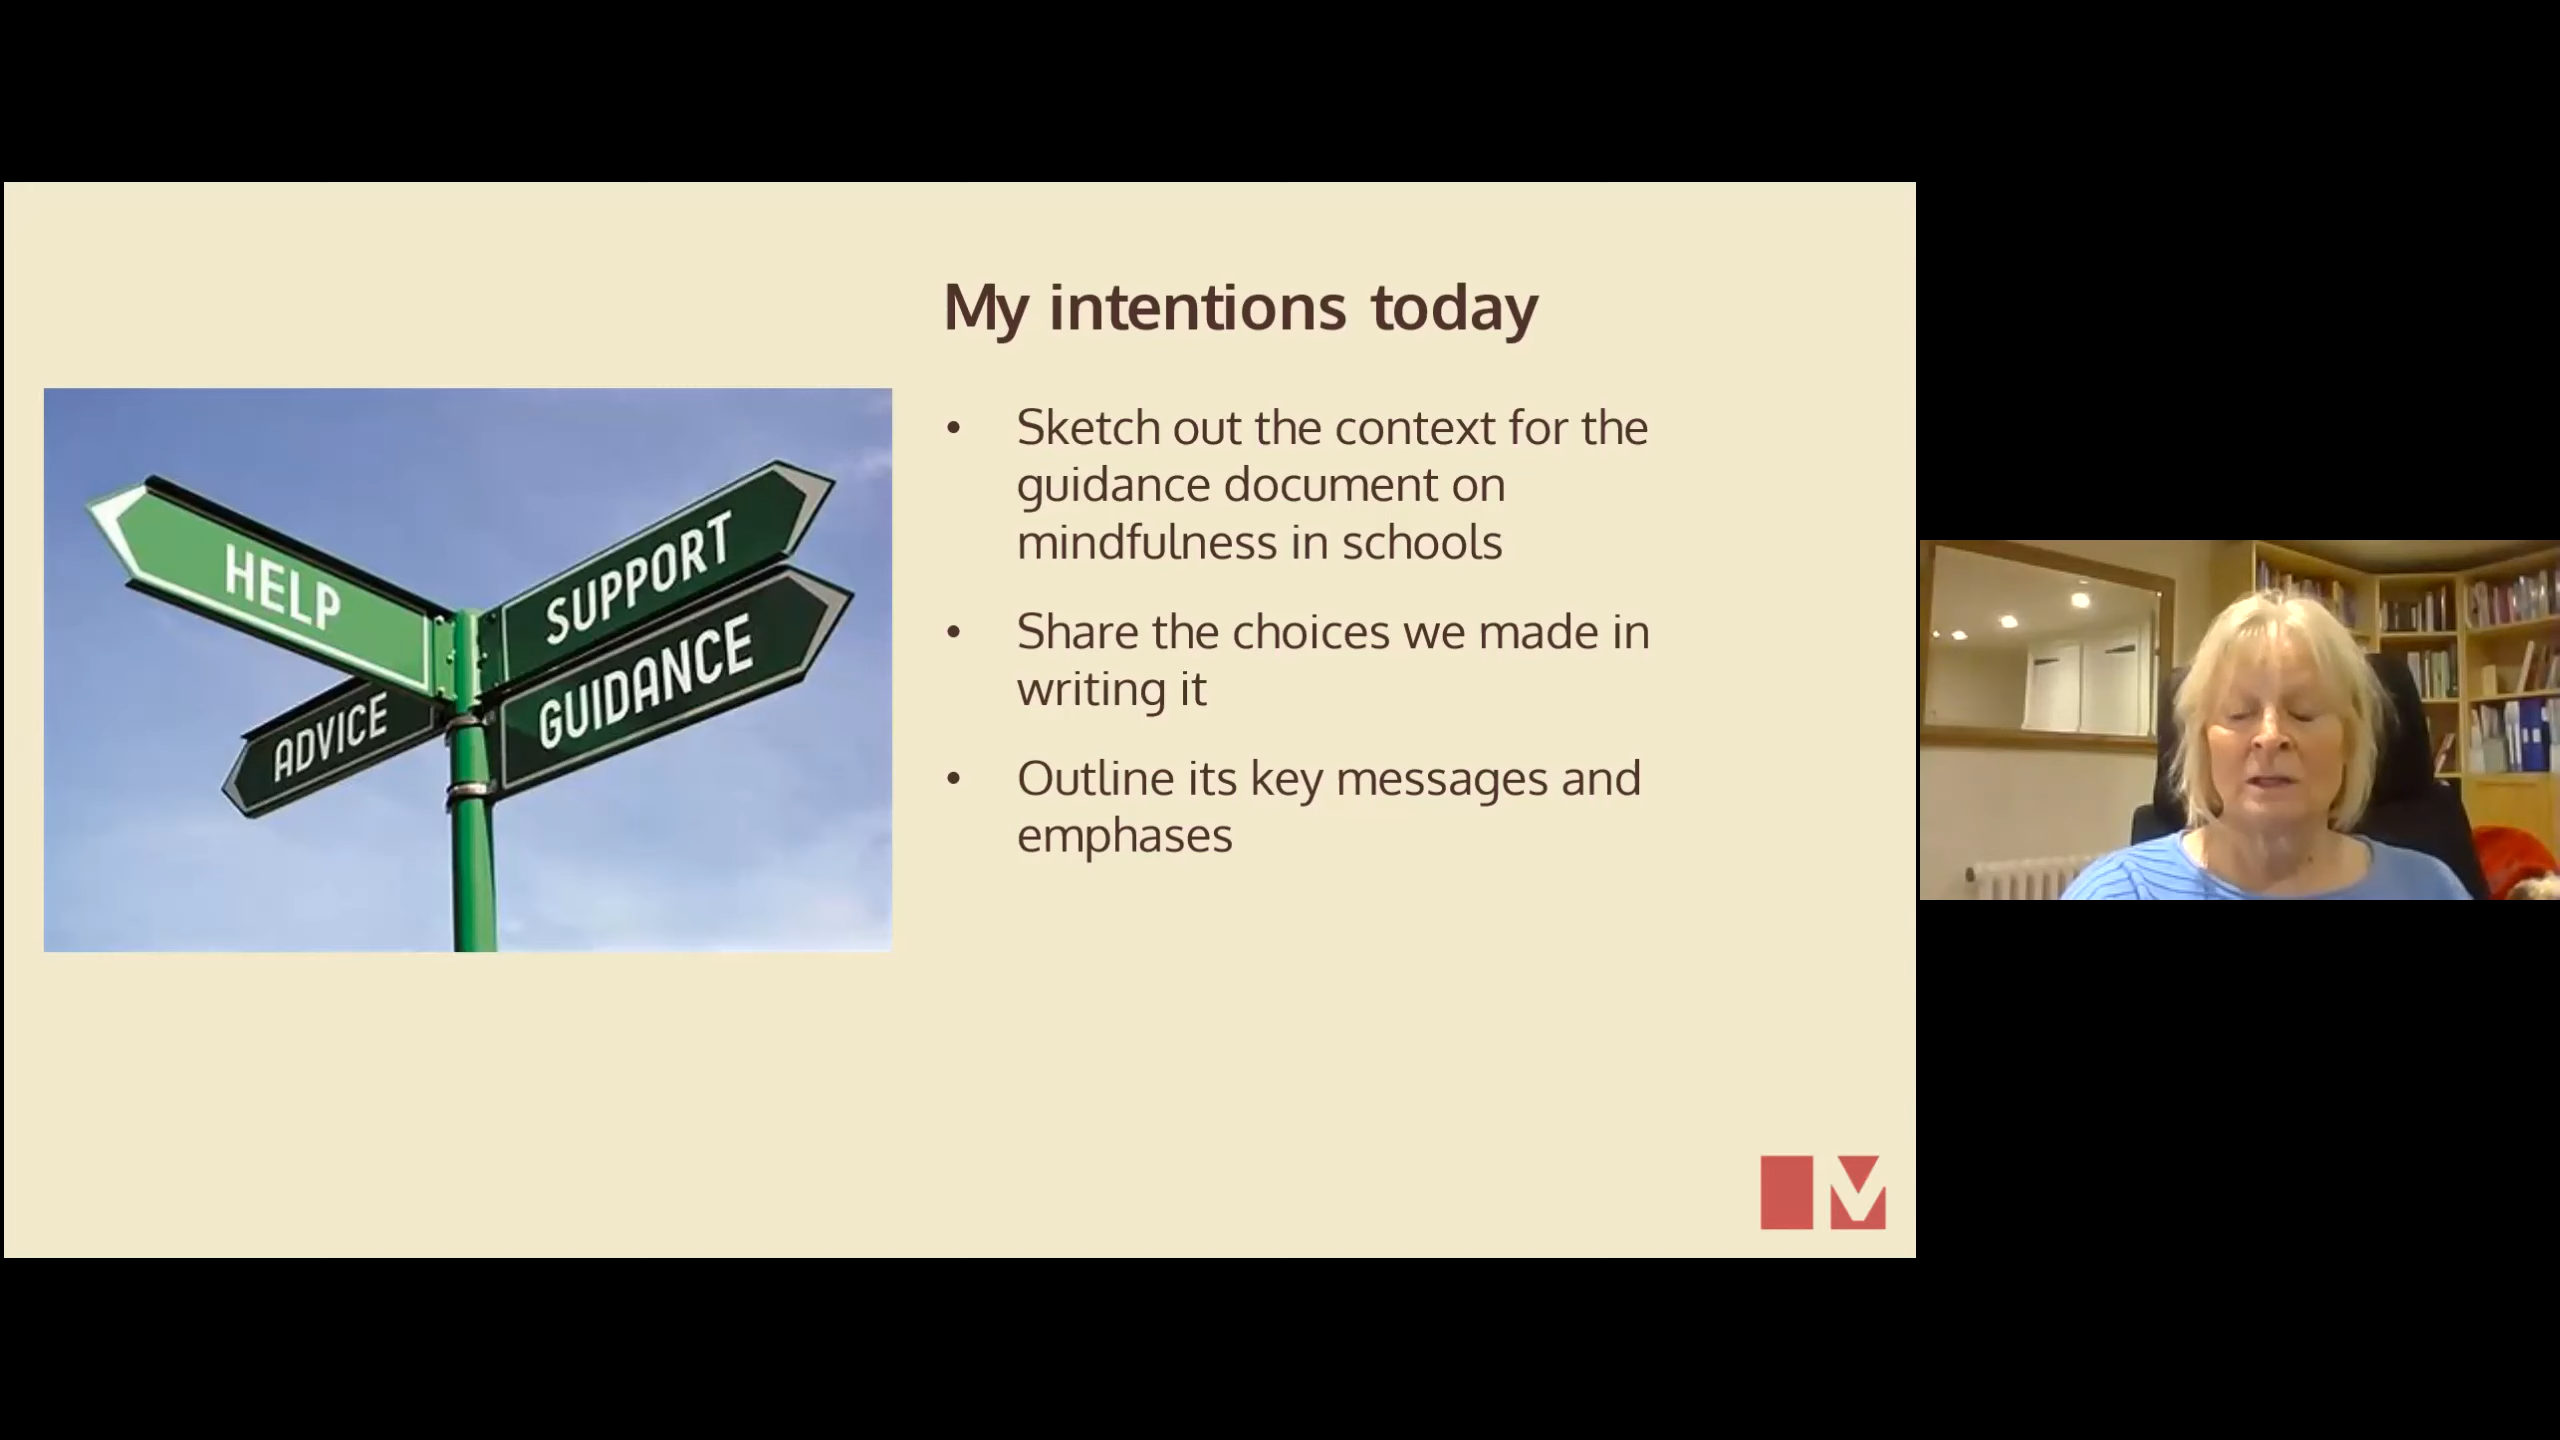 My intentions today
• Sketch out the context for the
guidance document on
mindfulness in schools
• Share the choices we made in
writing it
• Outline its key messages and
emphases
HELP
SUPPORT
ADVICE
GUIDANCE